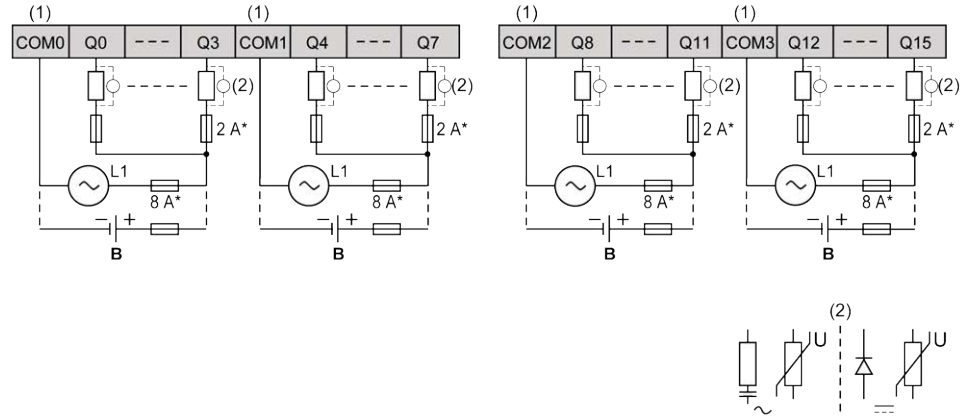 (1) (1) (1) (1)
COM0 Q0 --- Q3 COM1 Q4 --- Q7 COM2 Q8 --- Q11 COM3 Q12 --- Q15
(2) (2) (2) (2)
2 A* 2 A* 2 A* 2 A*
L1 L1 L1 L1
8 A* 8 A* 8 A* 8 A*
− + − + − + − +
B B B B
(2)
U U